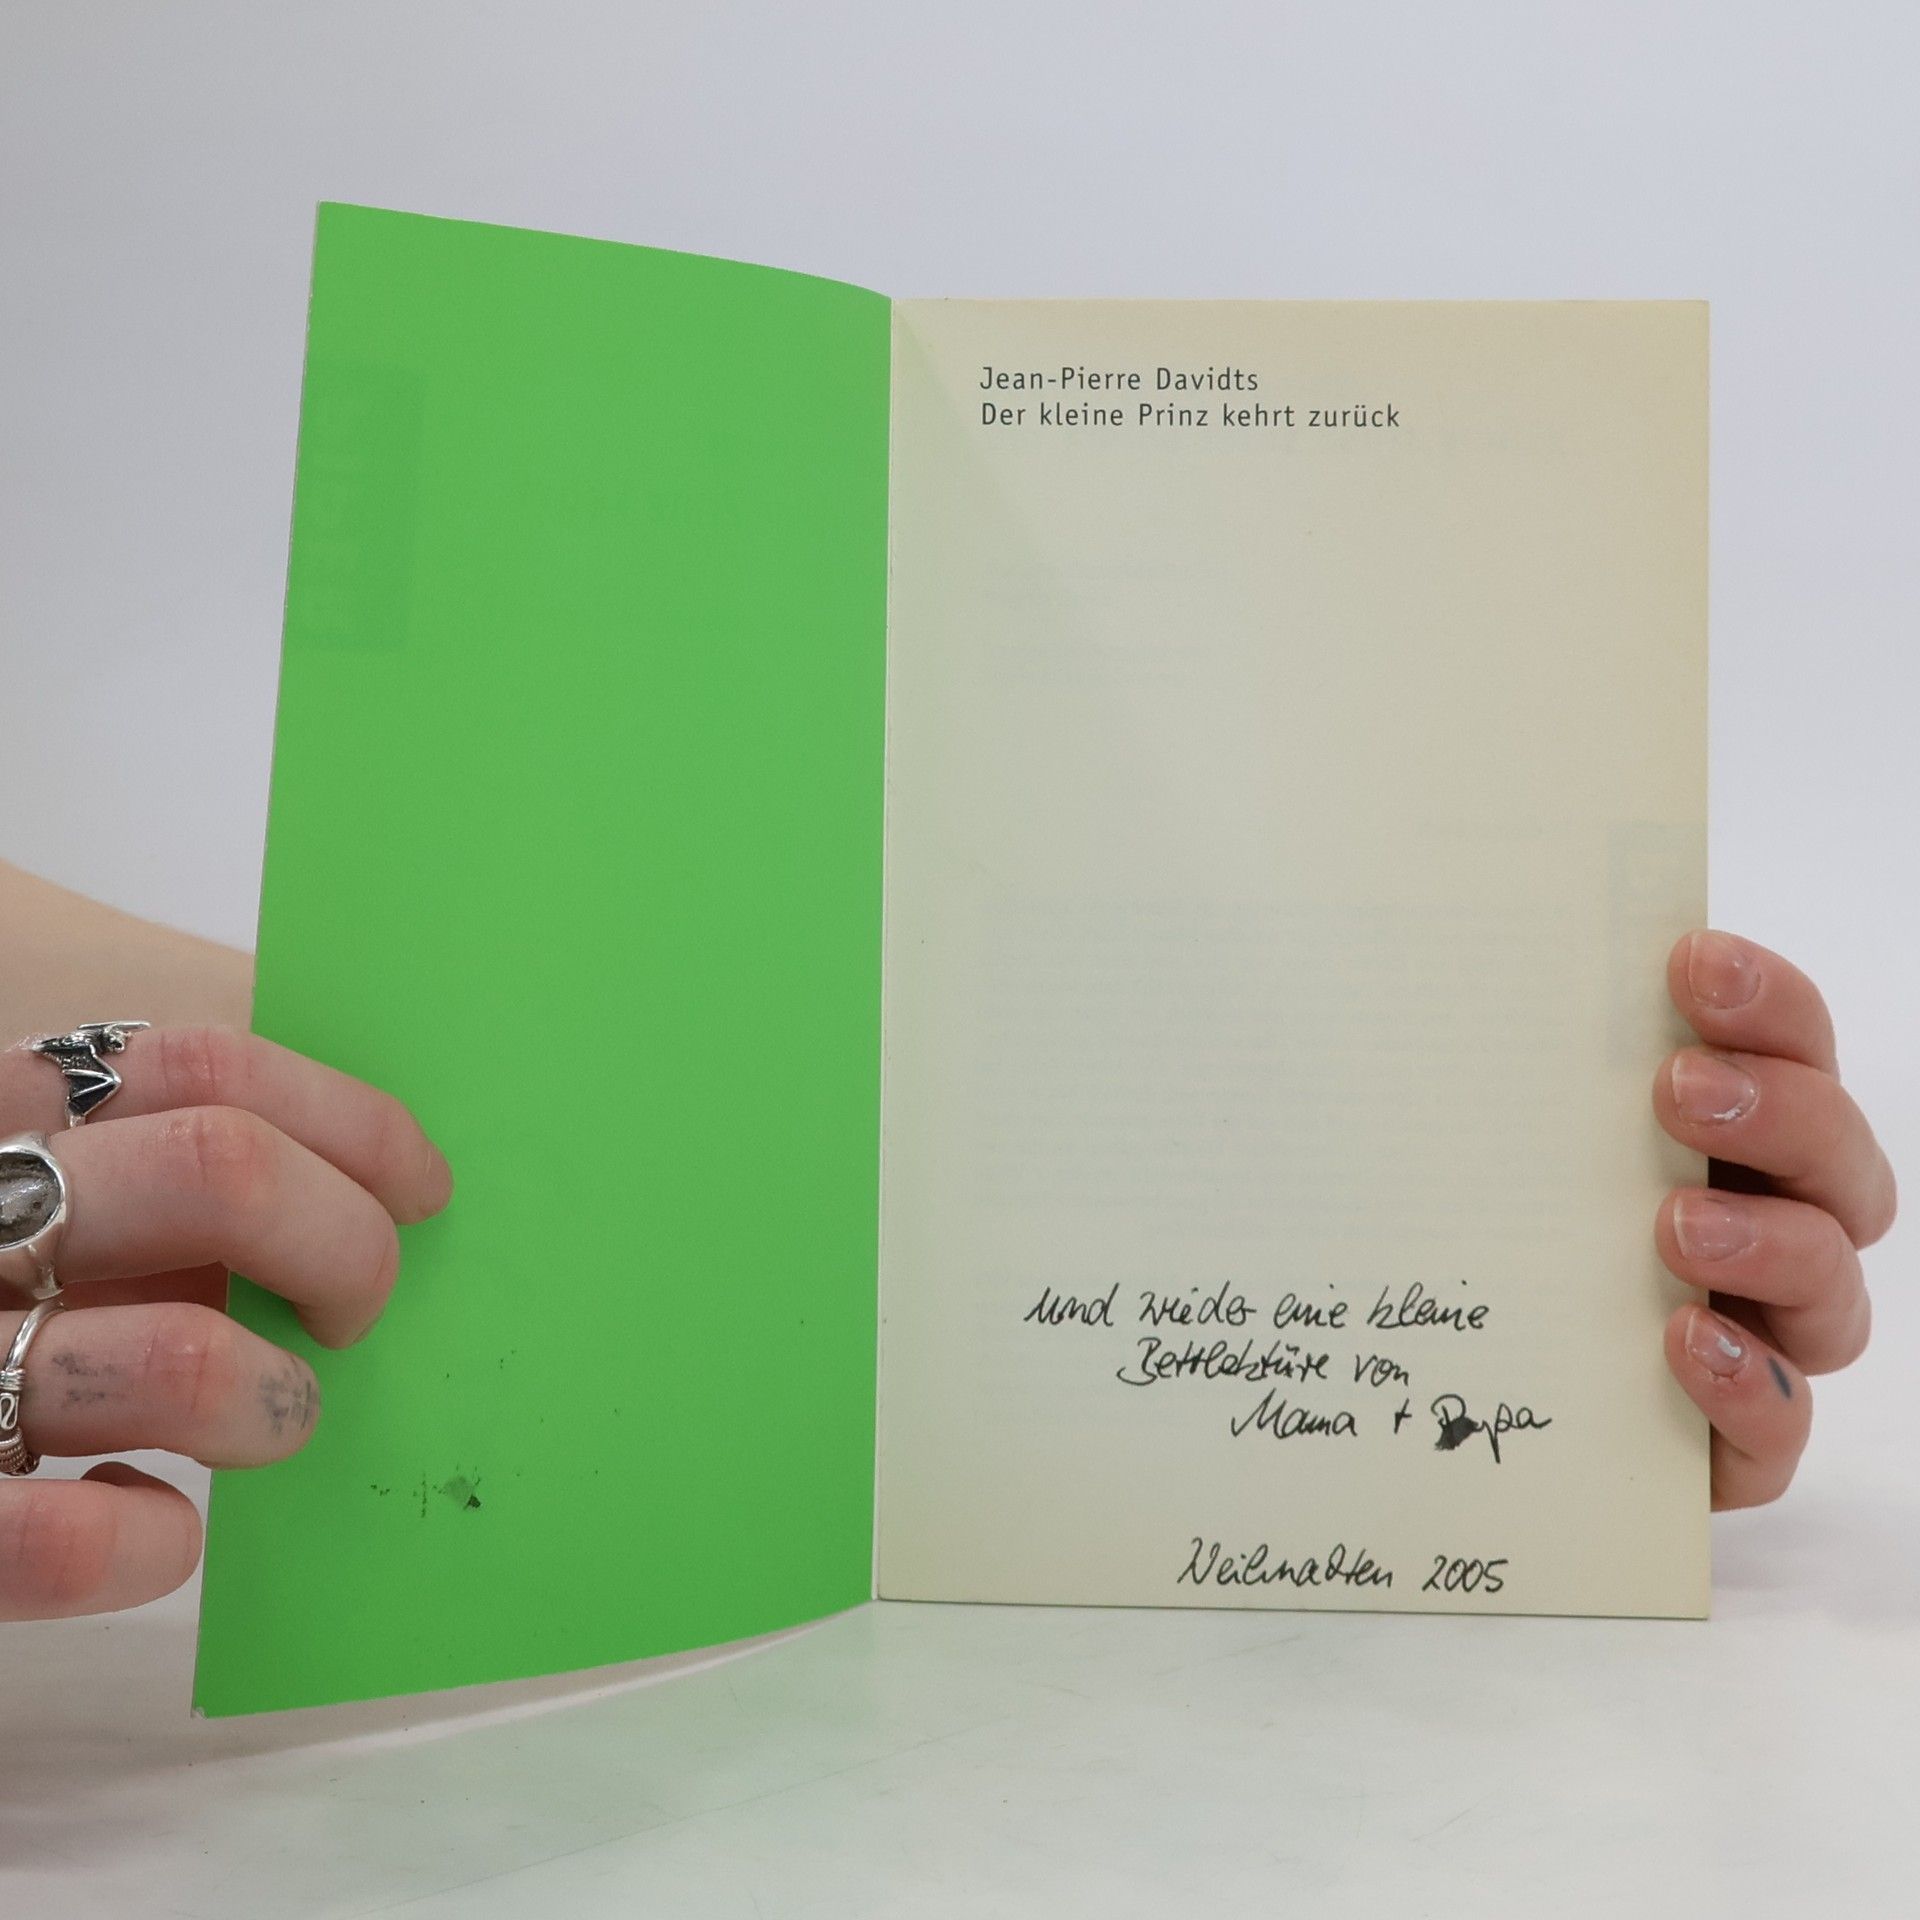 Jean-Pierre Davidts
Der kleine Prinz kehrt zurück
und wieder eine kleine
Bettlektüre von
Mama + Papa
Weihnachten 2005